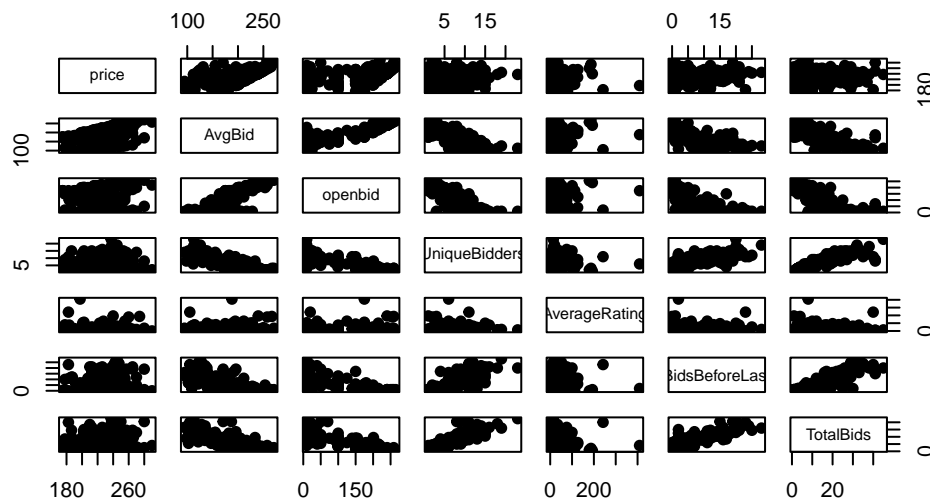 100 250 5 15 0 15
price 180
100 AvgBid
openbid 0
5 UniqueBidders
AverageRating 0
0 BidsBeforeLas
TotalBids 0
180 260 0 150 0 200 0 20